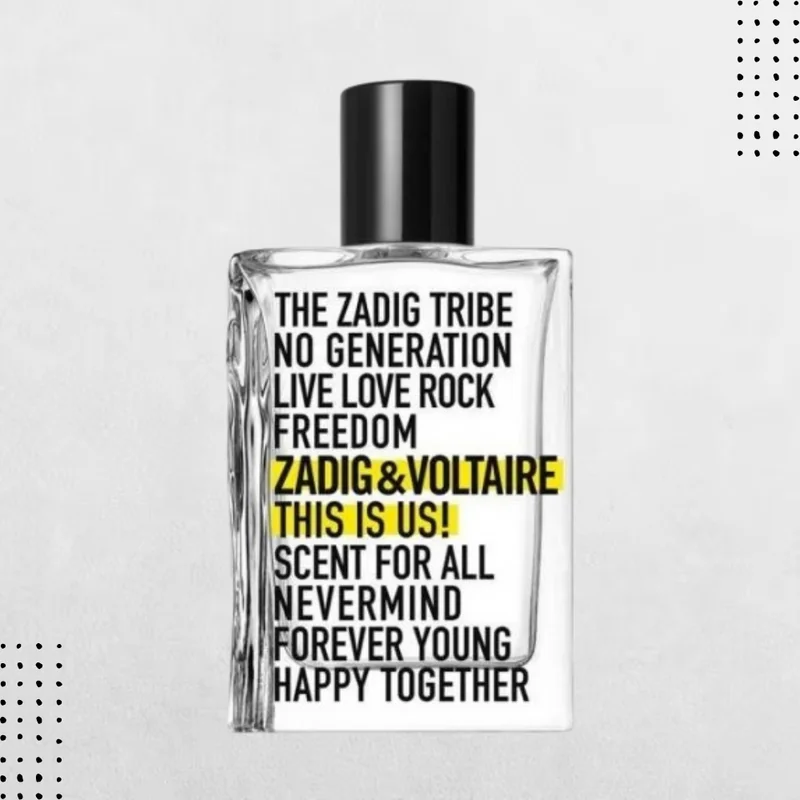 THE ZADIG TRIBE
NO GENERATION
LIVE LOVE ROCK
FREEDOM
ZADIG&VOLTAIRE
THIS IS US!
SCENT FOR ALL
NEVERMIND
FOREVER YOUNG
HAPPY TOGETHER